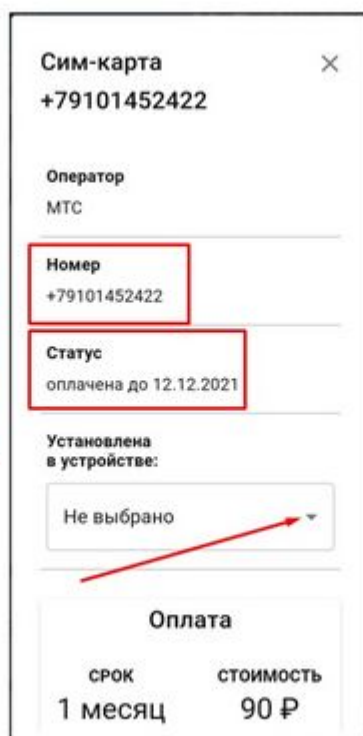 Сим-карта
+79101452422
Оператор
МТС
Номер
+79101452422
Статус
оплачена до 12.12.2021
Установлена
в устройстве:
Не выбрано
Оплата
СРОК СТОИМОСТЬ
1 месяц 90 ₽